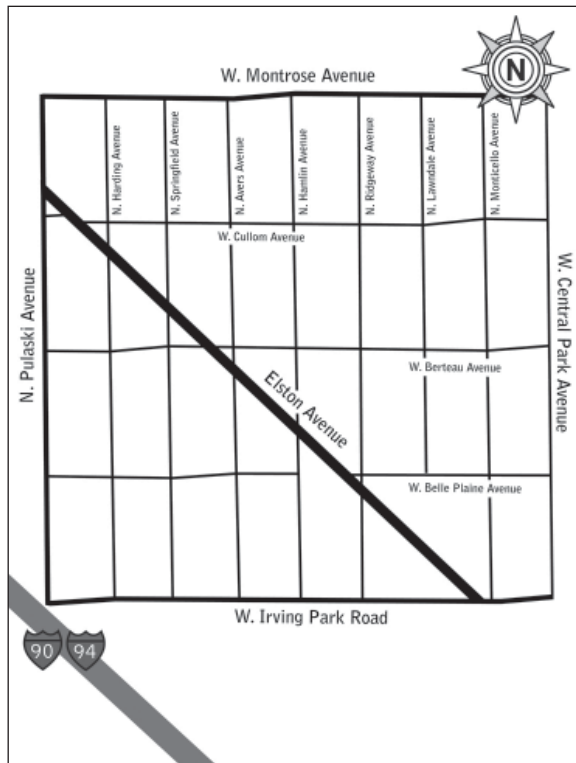 W. Montrose Avenue
N
N. Harding Avenue
N. Springfield Avenue
N. Avers Avenue
N. Hamlin Avenue
N. Ridgeway Avenue
N. Lawndale Avenue
N. Monticello Avenue
W. Cullom Avenue
N. Pulaski Avenue
W. Central Park Avenue
W. Berteau Avenue
Elston Avenue
W. Belle Plaine Avenue
W. Irving Park Road
90
94